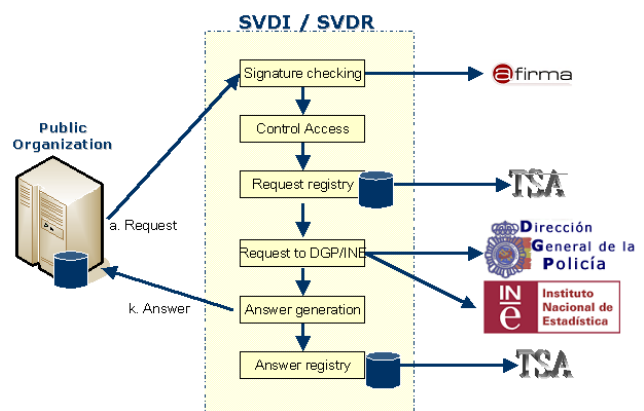 SVDI / SVDR
Signature checking
@firma
Public
Organization
Control Access
Request registry
TSA
a. Request
Request to DGP/INE
Dirección
General de la
Policía
k. Answer
Answer generation
INe
Instituto
Nacional de
Estadística
Answer registry
TSA